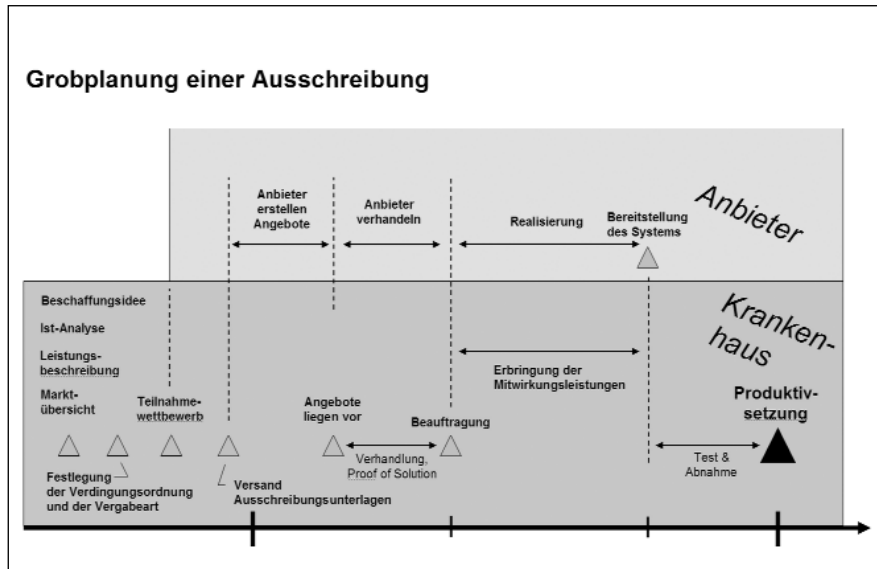 Grobplanung einer Ausschreibung
Anbieter
erstellen
Angebote
Anbieter
verhandeln
Realisierung
Bereitstellung
des Systems
Anbieter
Beschaffungsidee
Ist-Analyse
Leistungs-
beschreibung
Markt-
übersicht
Teilnahme-
wettbewerb
Angebote
liegen vor
Beauftragung
Erbringung der
Mitwirkungsleistungen
Kranken-
haus
Produktiv-
setzung
Verhandlung,
Proof of Solution
Test &
Abnahme
Festlegung
der Verdingungsordnung
und der Vergabeart
Versand
Ausschreibungsunterlagen